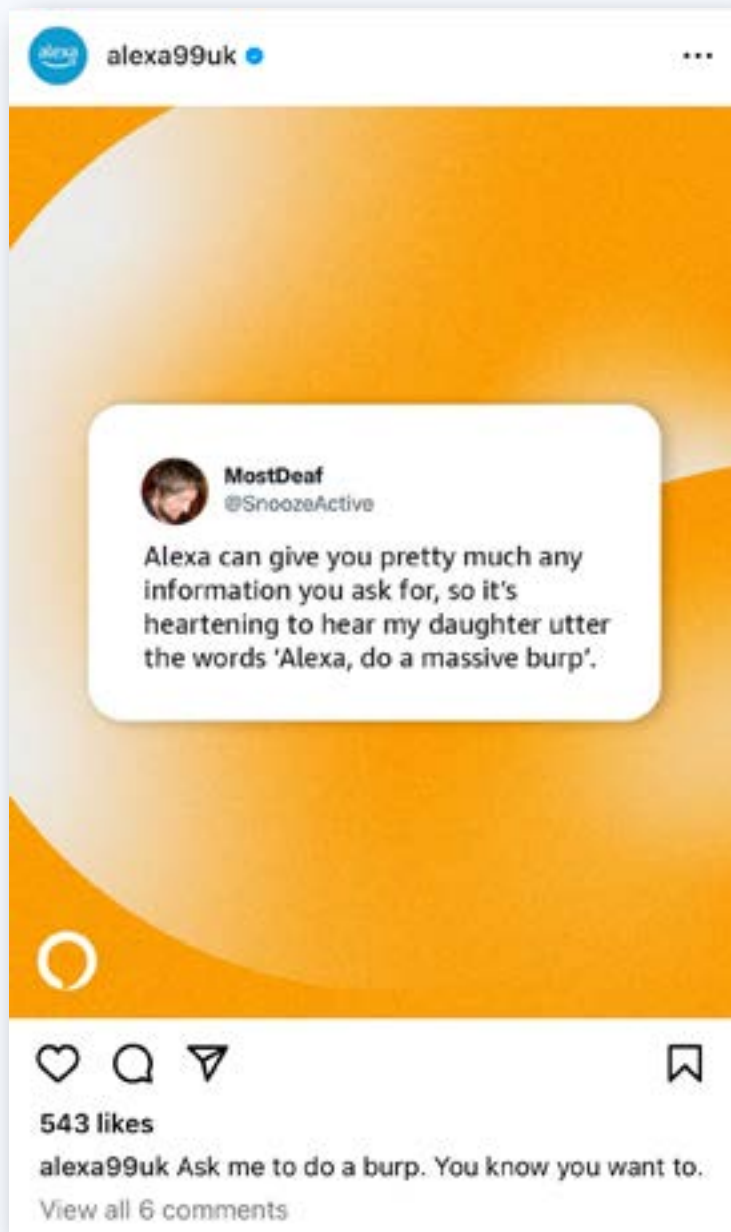 alexa
alexa99uk
MostDeaf
@SnoozeActive
Alexa can give you pretty much any
information you ask for, so it's
heartening to hear my daughter utter
the words 'Alexa, do a massive burp'.
543 likes
alexa99uk Ask me to do a burp. You know you want to.
View all 6 comments